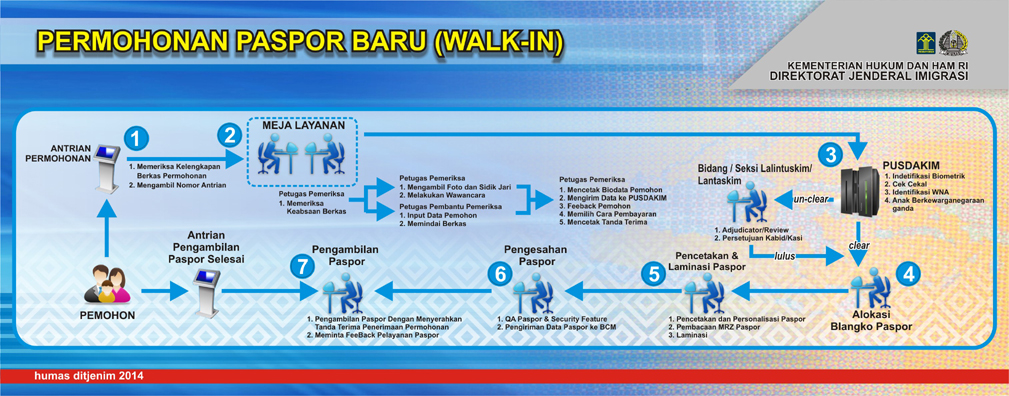 PERMOHONAN PASPOR BARU (WALK-IN)
KEMENTERIAN HUKUM DAN HAM RI
DIREKTORAT JENDERAL IMIGRASI
ANTRIAN
PERMOHONAN
1
1. Memeriksa Kelengkapan
Berkas Permohonan
2. Mengambil Nomor Antrian
2
MEJA LAYANAN
Petugas Pemeriksa
1. Memeriksa
Keabsaan Berkas
Petugas Pemeriksa
1. Mengambil Foto dan Sidik Jari
2. Melakukan Wawancara
Petugas Pembantu Pemeriksa
1. Input Data Pemohon
2. Memindai Berkas
Petugas Pemeriksa
1. Mencetak Biodata Pemohon
2. Mengirim Data ke PUSDAKIM
3. Feeback Pemohon
4. Memilih Cara Pembayaran
5. Mencetak Tanda Terima
3
PUSDAKIM
1. Indetifikasi Biometrik
2. Cek Cekal
3. Identifikasi WNA
4. Anak Berkewarganegaraan
ganda
Bidang / Seksi Lalintuskim/
Lantaskim
un-clear
1. Adjudicator/Review
2. Persetujuan Kabid/Kasi
lulus
clear
4
Alokasi
Blangko Paspor
5
Pencetakan &
Laminasi Paspor
1. Pencetakan dan Personalisasi Paspor
2. Pembacaan MRZ Paspor
3. Laminasi
6
Pengesahan
Paspor
1. QA Paspor & Security Feature
2. Pengiriman Data Paspor ke BCM
7
Pengambilan
Paspor
1. Pengambilan Paspor Dengan Menyerahkan
Tanda Terima Penerimaan Permohonan
2. Meminta FeeBack Pelayanan Paspor
Antrian
Pengambilan
Paspor Selesai
PEMOHON
humas ditjenim 2014